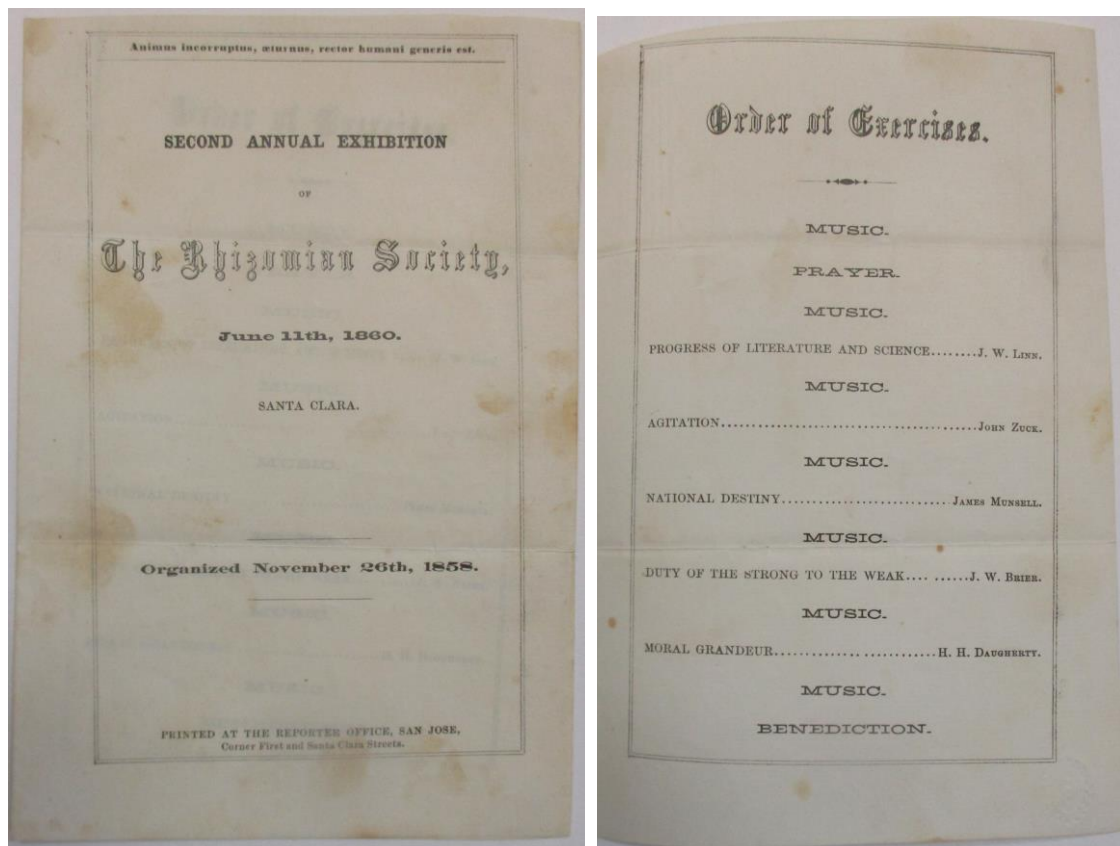 Animus incorruptus, æturnus, rector humani generis est.
SECOND ANNUAL EXHIBITION
OF
The Rhizomian Society,
June 11th, 1860.
SANTA CLARA.
Organized November 26th, 1858.
PRINTED AT THE REPORTER OFFICE, SAN JOSE,
Corner First and Santa Clara Streets.
Order of Exercises.
MUSIC.
PRAYER.
MUSIC.
PROGRESS OF LITERATURE AND SCIENCE........J. W. LINN.
MUSIC.
AGITATION..........................................JOHN ZUCK.
MUSIC.
NATIONAL DESTINY............................JAMES MUNSELL.
MUSIC.
DUTY OF THE STRONG TO THE WEAK.... ......J. W. BRIER.
MUSIC.
MORAL GRANDEUR............. .............H. H. DAUGHERTY.
MUSIC.
BENEDICTION.